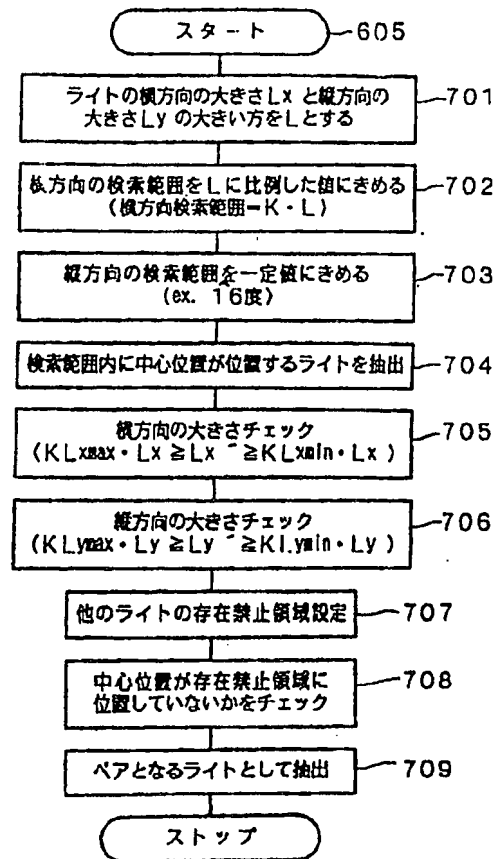 スタート 605
ライトの横方向の大きさLxと縦方向の 701
大きさLyの大きい方をLとする
横方向の検索範囲をLに比例した値にきめる 702
(横方向検索範囲=K・L)
縦方向の検索範囲を一定値にきめる 703
(ex. 16度)
検索範囲内に中心位置が位置するライトを抽出 704
横方向の大きさチェック 705
(KLxmax・Lx≧Lx´≧KLxmin・Lx)
縦方向の大きさチェック 706
(KLymax・Ly≧Ly´≧KLymin・Ly)
他のライトの存在禁止領域設定 707
中心位置が存在禁止領域に 708
位置していないかをチェック
ペアとなるライトとして抽出 709
ストップ